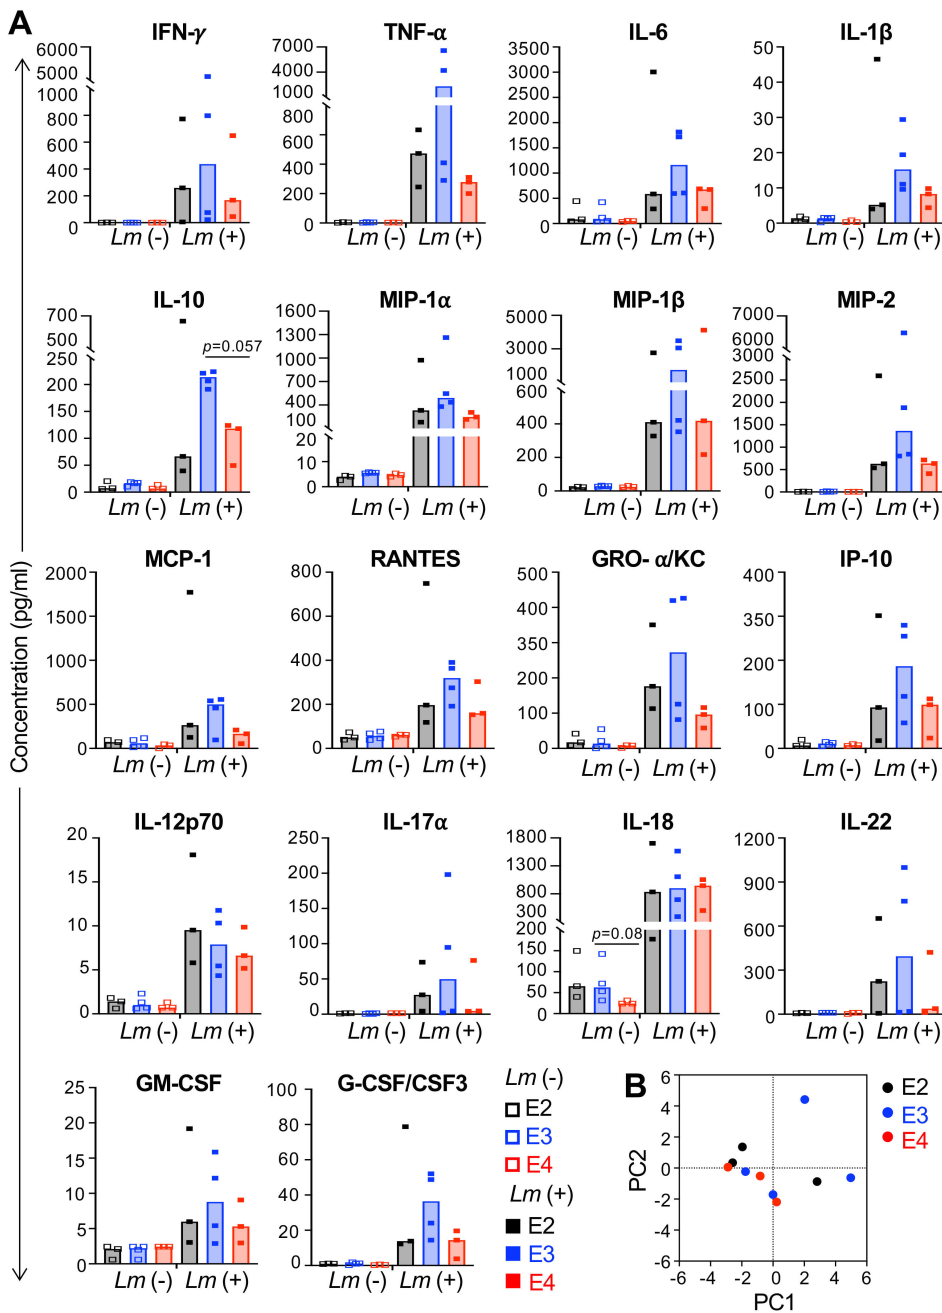 A
IFN-γ
TNF-α
IL-6
IL-1β
6000
5000
1000
800
600
400
200
0
7000
4000
1000
800
600
400
200
0
3500
3000
2500
2000
1500
1000
500
0
50
40
30
20
10
0
Lm (-) Lm (+)
Lm (-) Lm (+)
Lm (-) Lm (+)
Lm (-) Lm (+)
IL-10
MIP-1α
MIP-1β
MIP-2
700
500
250
200
150
100
50
0
p=0.057
1600
1000
700
400
100
20
10
0
5000
3000
1000
600
400
200
0
7000
3000
2000
1500
1000
500
0
Lm (-) Lm (+)
Lm (-) Lm (+)
Lm (-) Lm (+)
Lm (-) Lm (+)
Concentration (pg/ml)
MCP-1
RANTES
GRO- α/KC
IP-10
2000
1500
1000
500
0
800
600
400
200
0
500
400
350
200
100
0
400
350
200
100
0
Lm (-) Lm (+)
Lm (-) Lm (+)
Lm (-) Lm (+)
Lm (-) Lm (+)
IL-12p70
IL-17α
IL-18
IL-22
20
15
10
5
0
250
200
150
100
50
0
1800
1300
800
300
200
150
100
50
0
p=0.08
1200
900
600
300
0
Lm (-) Lm (+)
Lm (-) Lm (+)
Lm (-) Lm (+)
Lm (-) Lm (+)
GM-CSF
G-CSF/CSF3
25
20
15
10
5
0
100
80
60
40
20
0
Lm (-) Lm (+)
Lm (-) Lm (+)
Lm (-)
E2
E3
E4
Lm (+)
E2
E3
E4
B
PC2
6
4
2
0
-2
-4
-6
-6 -4 -2 0 2 4 6
PC1
E2
E3
E4